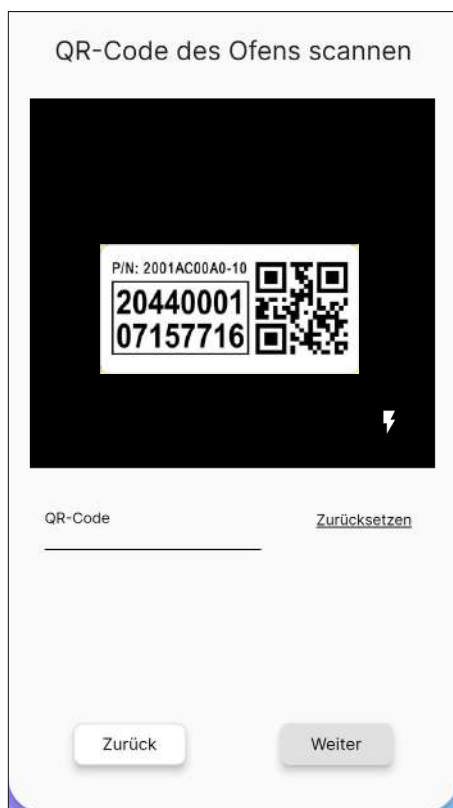 QR-Code des Ofens scannen
P/N: 2001AC00A0-10
20440001
07157716
QR-Code
Zurücksetzen
Zurück
Weiter